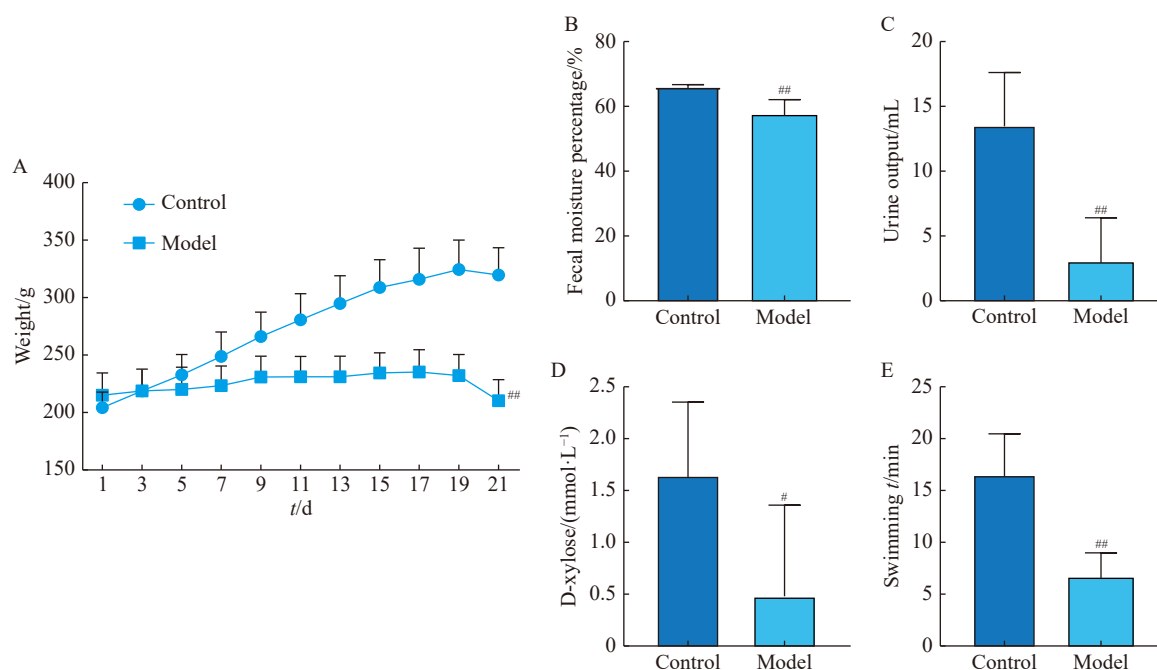 A
Weight/g
400
350
300
250
200
150
Control
Model
##
1 3 5 7 9 11 13 15 17 19 21
t/d
B
Fecal moisture percentage/%
80
60
40
20
0
##
Control Model
C
Urine output/mL
20
15
10
5
0
##
Control Model
D
D-xylose/(mmol·L⁻¹)
2.5
2.0
1.5
1.0
0.5
0
#
Control Model
E
Swimming t/min
25
20
15
10
5
0
##
Control Model